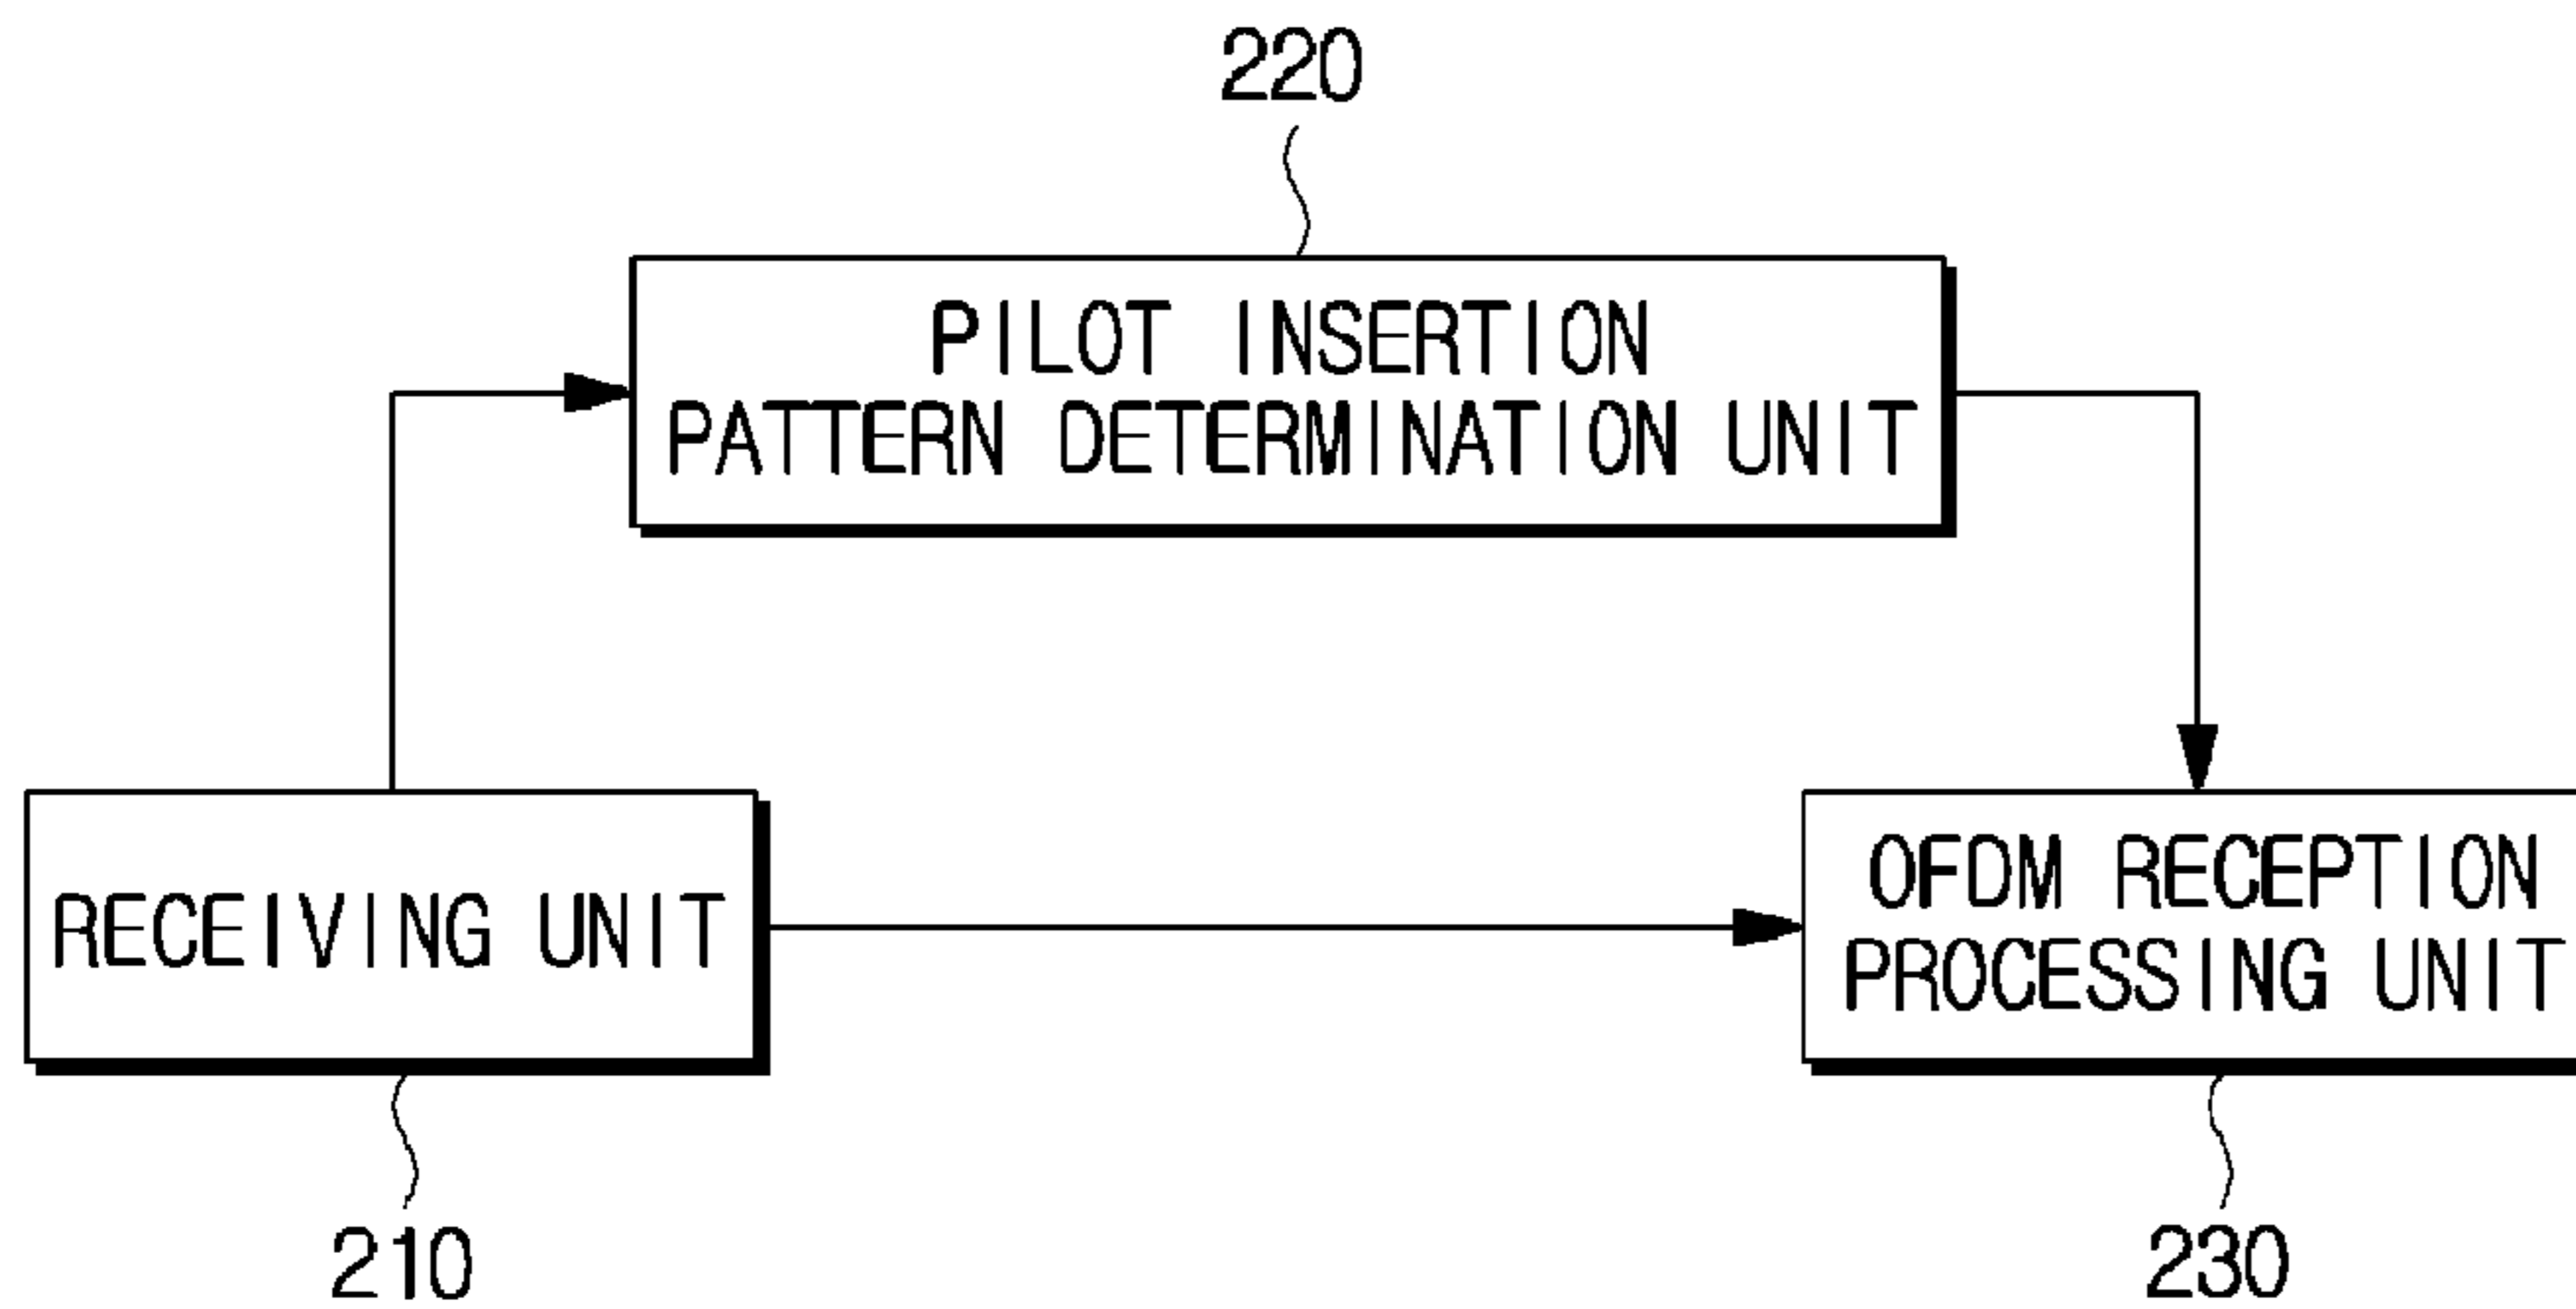 220
PILOT INSERTION
PATTERN DETERMINATION UNIT
RECEIVING UNIT
OFDM RECEPTION
PROCESSING UNIT
210
230